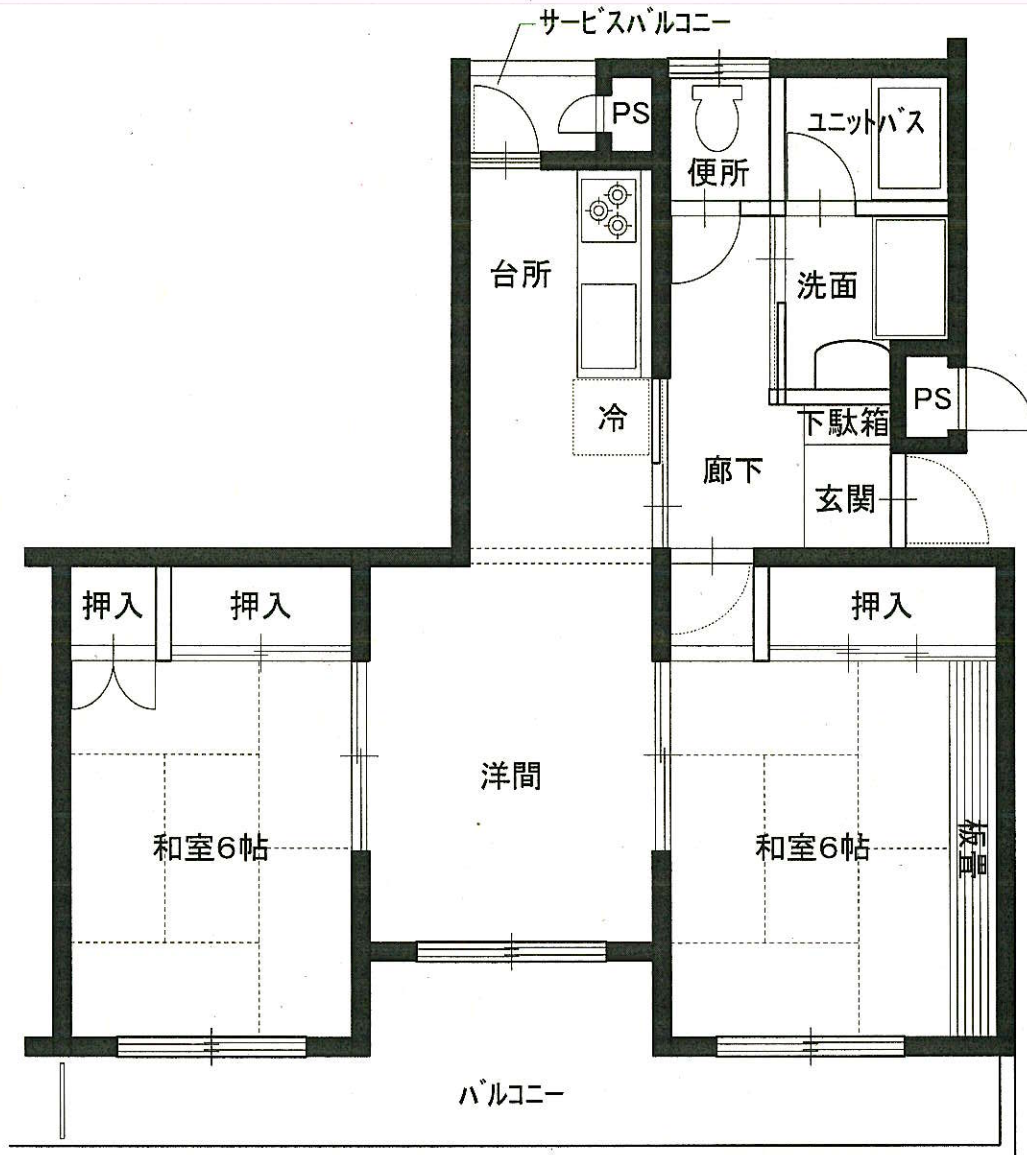 サービスバルコニー
PS
ユニットバス
便所
台所
洗面
冷
PS
下駄箱
廊下
玄関
押入
押入
押入
洋間
和室6帖
和室6帖
板畳
バルコニー